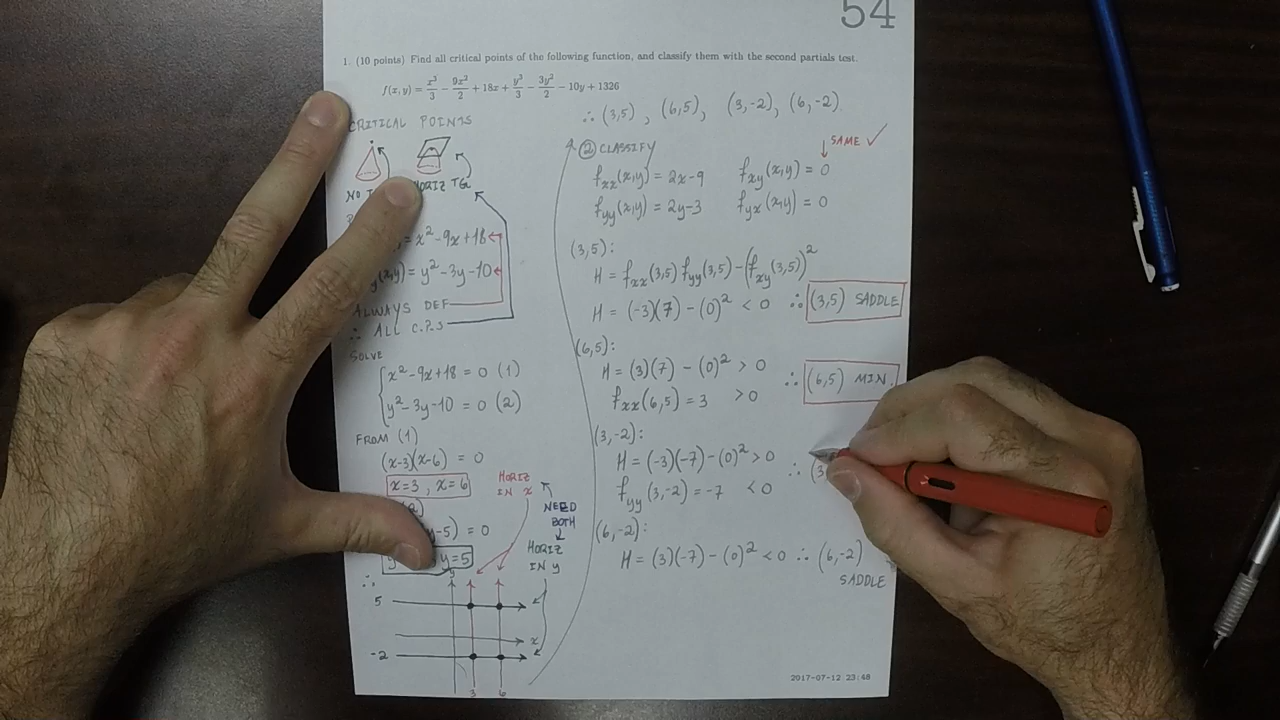 54
1. (10 points) Find all critical points of the following function, and classify them with the second partials test.
f(x, y) = x³/3 − 9x²/2 + 18x + y³/3 − 3y²/2 − 10y + 1326
CRITICAL POINTS
HORIZ
= x² - 9x + 18
(x,y) = y² - 3y - 10
ALWAYS DEF
∴ ALL C.P.S
SOLVE
x² - 9x + 18 = 0 (1)
y² - 3y - 10 = 0 (2)
FROM (1)
(x-3)(x-6) = 0
x=3 , x=6
(2)
y-5) = 0
y=5
HORIZ
IN x
NEED
BOTH
HORIZ
IN y
∴
5
x
-2
3 6
∴ (3,5) , (6,5), (3,-2), (6,-2)
② CLASSIFY
SAME ✓
fxx(x,y) = 2x-9 fxy(x,y) = 0
fyy(x,y) = 2y-3 fyx(x,y) = 0
(3,5):
H = fxx(3,5) fyy(3,5) - (fxy(3,5))²
H = (-3)(7) - (0)² < 0 ∴ (3,5) SADDLE
(6,5):
H = (3)(7) - (0)² > 0
∴ (6,5) MIN.
fxx(6,5) = 3 > 0
(3,-2):
H = (-3)(-7) - (0)² > 0
∴ (3
fyy(3,-2) = -7 < 0
(6,-2):
H = (3)(-7) - (0)² < 0 ∴ (6,-2)
SADDLE
2017-07-12 23:48